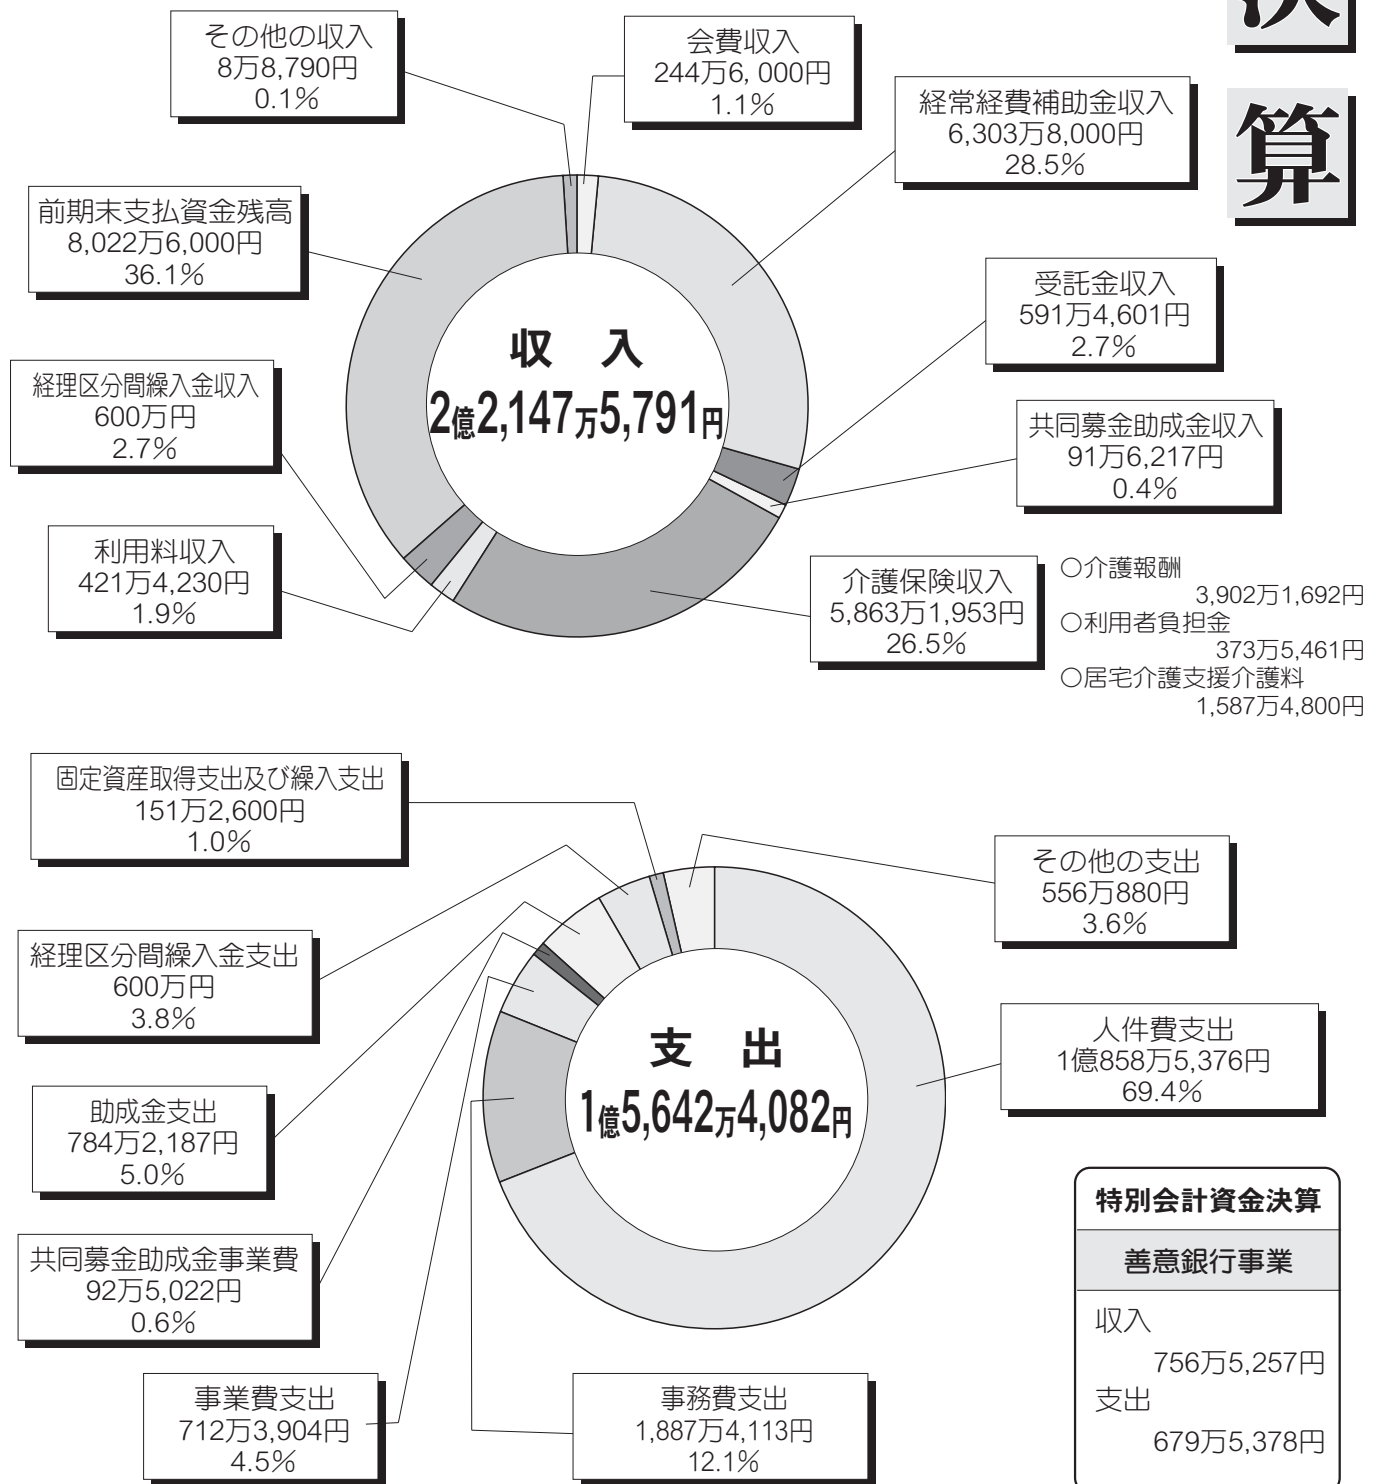 決
算
その他の収入
8万8,790円
0.1％
会費収入
244万6,000円
1.1％
経常経費補助金収入
6,303万8,000円
28.5％
前期末支払資金残高
8,022万6,000円
36.1％
受託金収入
591万4,601円
2.7％
収 入
2億2,147万5,791円
経理区分間繰入金収入
600万円
2.7％
共同募金助成金収入
91万6,217円
0.4％
利用料収入
421万4,230円
1.9％
介護保険収入
5,863万1,953円
26.5％
○介護報酬
3,902万1,692円
○利用者負担金
373万5,461円
○居宅介護支援介護料
1,587万4,800円
固定資産取得支出及び繰入支出
151万2,600円
1.0％
その他の支出
556万880円
3.6％
経理区分間繰入金支出
600万円
3.8％
人件費支出
1億858万5,376円
69.4％
支 出
1億5,642万4,082円
助成金支出
784万2,187円
5.0％
共同募金助成金事業費
92万5,022円
0.6％
事業費支出
712万3,904円
4.5％
事務費支出
1,887万4,113円
12.1％
特別会計資金決算
善意銀行事業
収入
756万5,257円
支出
679万5,378円